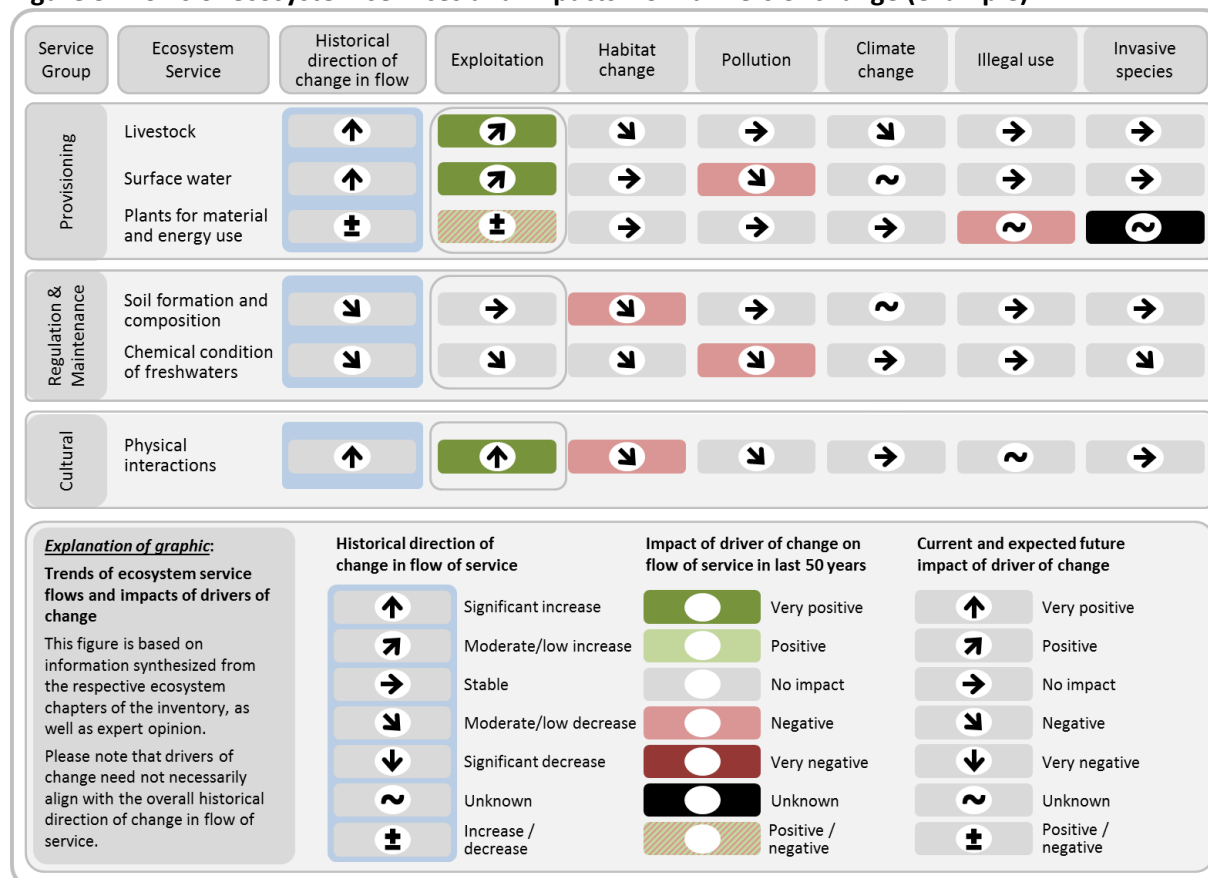 ecosystem services and impacts drivers of change (example)
Service Group
Ecosystem Service
Historical direction of change in flow
Exploitation
Habitat change
Pollution
Climate change
Illegal use
Invasive species
Provisioning
Livestock
Surface water
Plants for material
and energy use
Regulation &
Maintenance
Soil formation and
composition
Chemical condition
of freshwaters
Cultural
Physical
interactions
Explanation of graphic:
Trends of ecosystem service
flows and impacts of drivers of
change
This figure is based on
information synthesized from
the respective ecosystem
chapters of the inventory, as
well as expert opinion.
Please note that drivers of
change need not necessarily
align with the overall historical
direction of change in flow of
service.
Historical direction of
change in flow of service
Significant increase
Moderate/low increase
Stable
Moderate/low decrease
Significant decrease
Unknown
Increase /
decrease
Impact of driver of change on
flow of service in last 50 years
Very positive
Positive
No impact
Negative
Very negative
Unknown
Positive /
negative
Current and expected future
impact of driver of change
Very positive
Positive
No impact
Negative
Very negative
Unknown
Positive /
negative